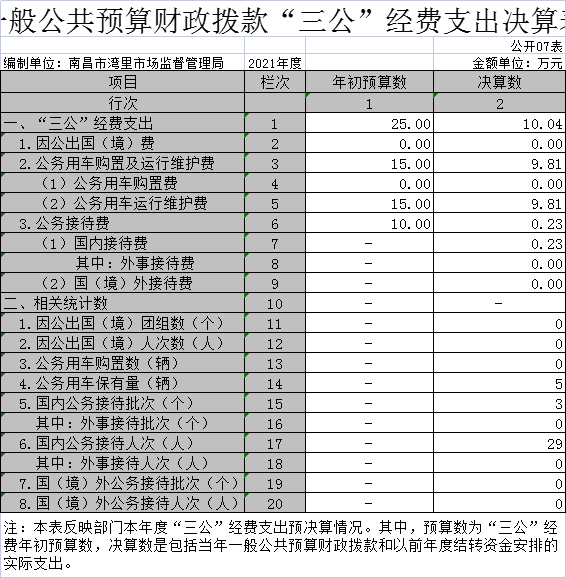 一般公共预算财政拨款“三公”经费支出决算表
公开07表
编制单位：南昌市湾里市场监督管理局 2021年度 金额单位：万元
项目 栏次 年初预算数 决算数
行次 1 2
一、“三公”经费支出 1 25.00 10.04
1.因公出国（境）费 2 0.00 0.00
2.公务用车购置及运行维护费 3 15.00 9.81
（1）公务用车购置费 4 0.00 0.00
（2）公务用车运行维护费 5 15.00 9.81
3.公务接待费 6 10.00 0.23
（1）国内接待费 7 － 0.23
其中：外事接待费 8 － 0.00
（2）国（境）外接待费 9 － 0.00
二、相关统计数 10 － －
1.因公出国（境）团组数（个） 11 － 0
2.因公出国（境）人次数（人） 12 － 0
3.公务用车购置数（辆） 13 － 0
4.公务用车保有量（辆） 14 － 5
5.国内公务接待批次（个） 15 － 3
其中：外事接待批次（个） 16 － 0
6.国内公务接待人次（人） 17 － 29
其中：外事接待人次（人） 18 － 0
7.国（境）外公务接待批次（个） 19 － 0
8.国（境）外公务接待人次（人） 20 － 0
注：本表反映部门本年度“三公”经费支出预决算情况。其中，预算数为“三公”经
费年初预算数，决算数是包括当年一般公共预算财政拨款和以前年度结转资金安排的
实际支出。